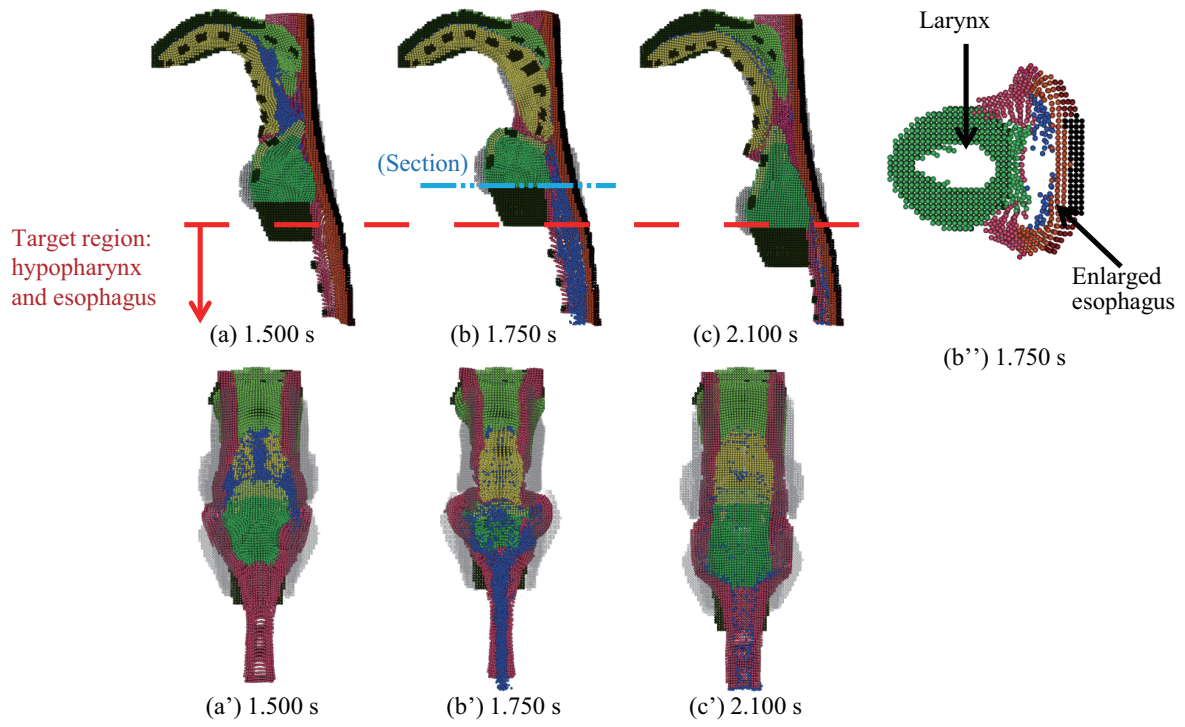 Larynx
(Section)
Target region:
hypopharynx
and esophagus
Enlarged
esophagus
(a) 1.500 s
(b) 1.750 s
(c) 2.100 s
(b’’) 1.750 s
(a’) 1.500 s
(b’) 1.750 s
(c’) 2.100 s